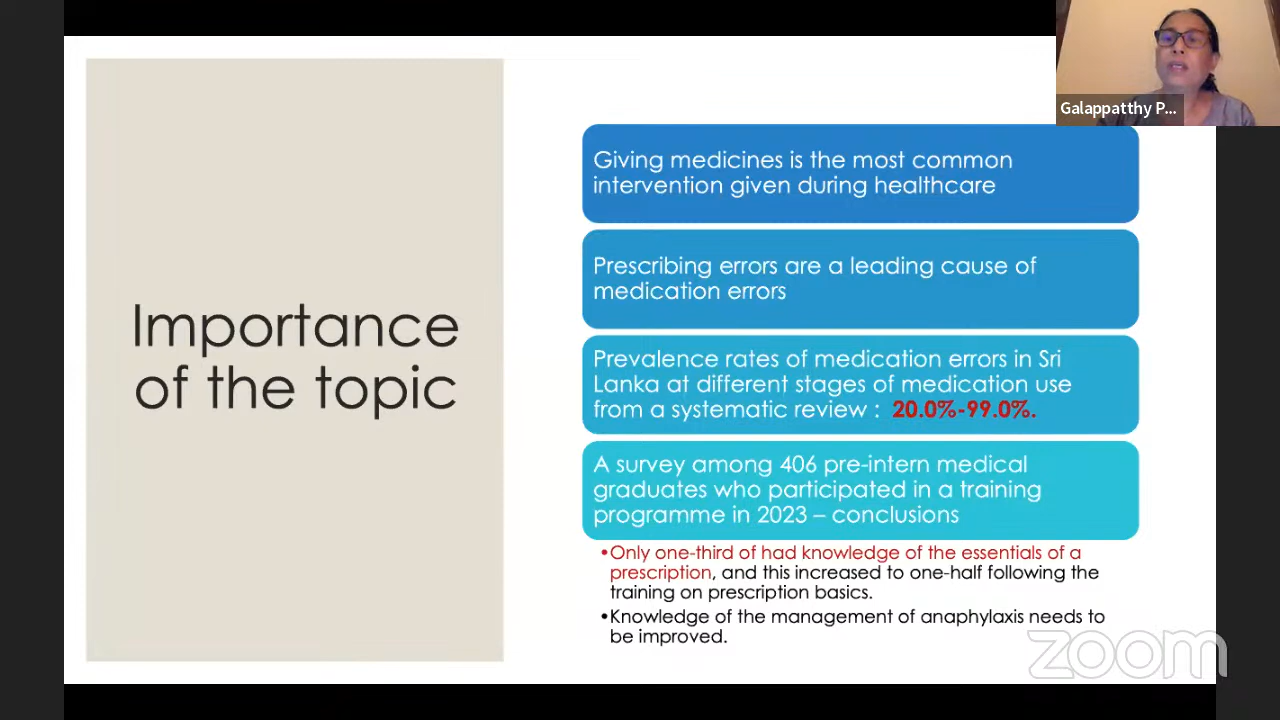 Galappatthy P...
Importance
of the topic
Giving medicines is the most common
intervention given during healthcare
Prescribing errors are a leading cause of
medication errors
Prevalence rates of medication errors in Sri
Lanka at different stages of medication use
from a systematic review : 20.0%-99.0%.
A survey among 406 pre-intern medical
graduates who participated in a training
programme in 2023 – conclusions
•Only one-third of had knowledge of the essentials of a
prescription, and this increased to one-half following the
training on prescription basics.
•Knowledge of the management of anaphylaxis needs to
be improved.
zoom